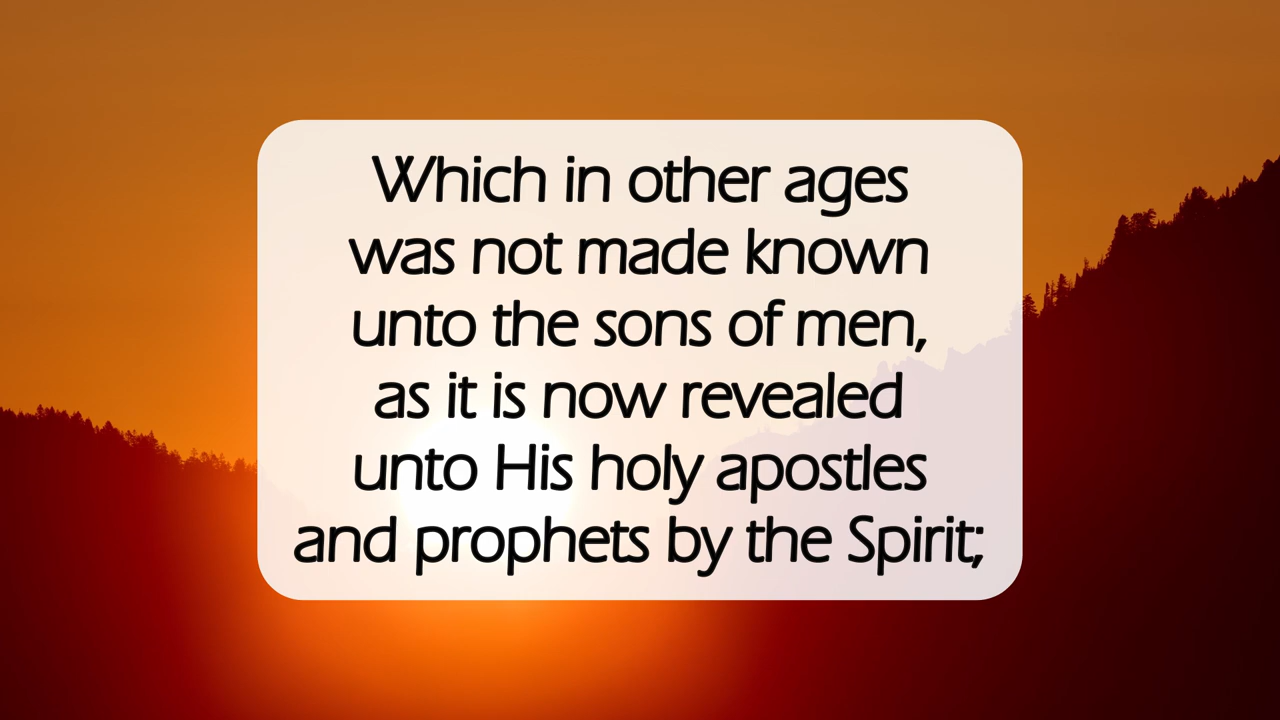 Which in other ages
was not made known
unto the sons of men,
as it is now revealed
unto His holy apostles
and prophets by the Spirit;